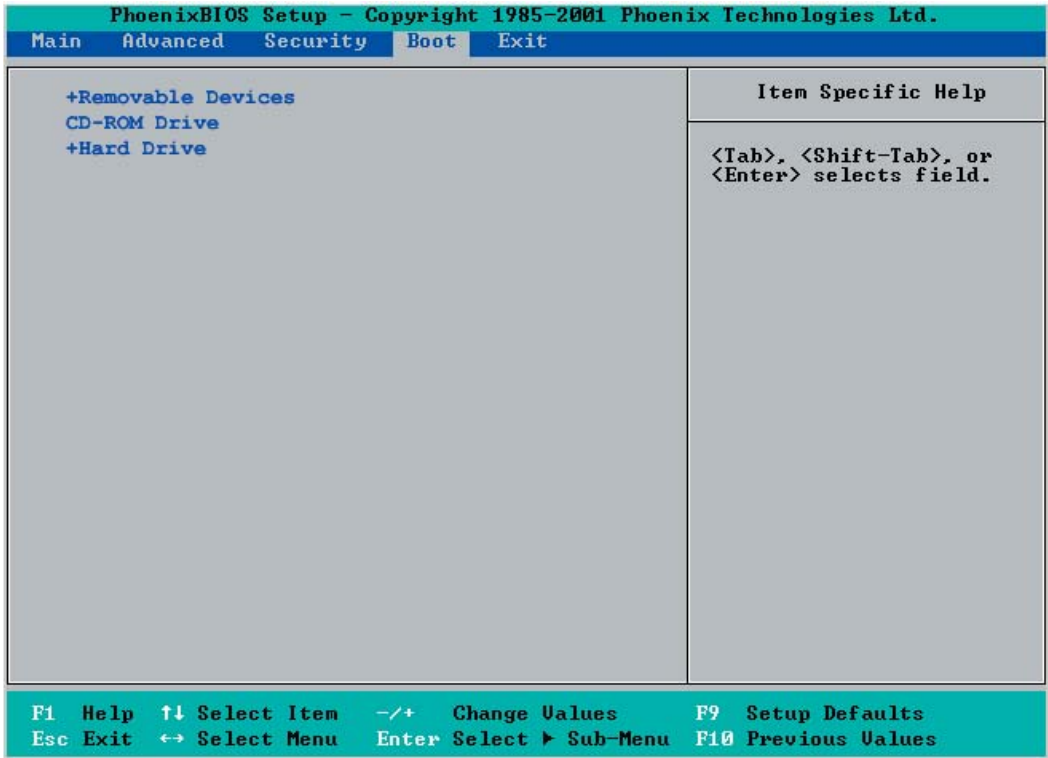 PhoenixBIOS Setup - Copyright 1985-2001 Phoenix Technologies Ltd.
Main Advanced Security Boot Exit
+Removable Devices
CD-ROM Drive
+Hard Drive
Item Specific Help
<Tab>, <Shift-Tab>, or
<Enter> selects field.
F1 Help ↑↓ Select Item -/+ Change Values F9 Setup Defaults
Esc Exit ↔ Select Menu Enter Select ▶ Sub-Menu F10 Previous Values